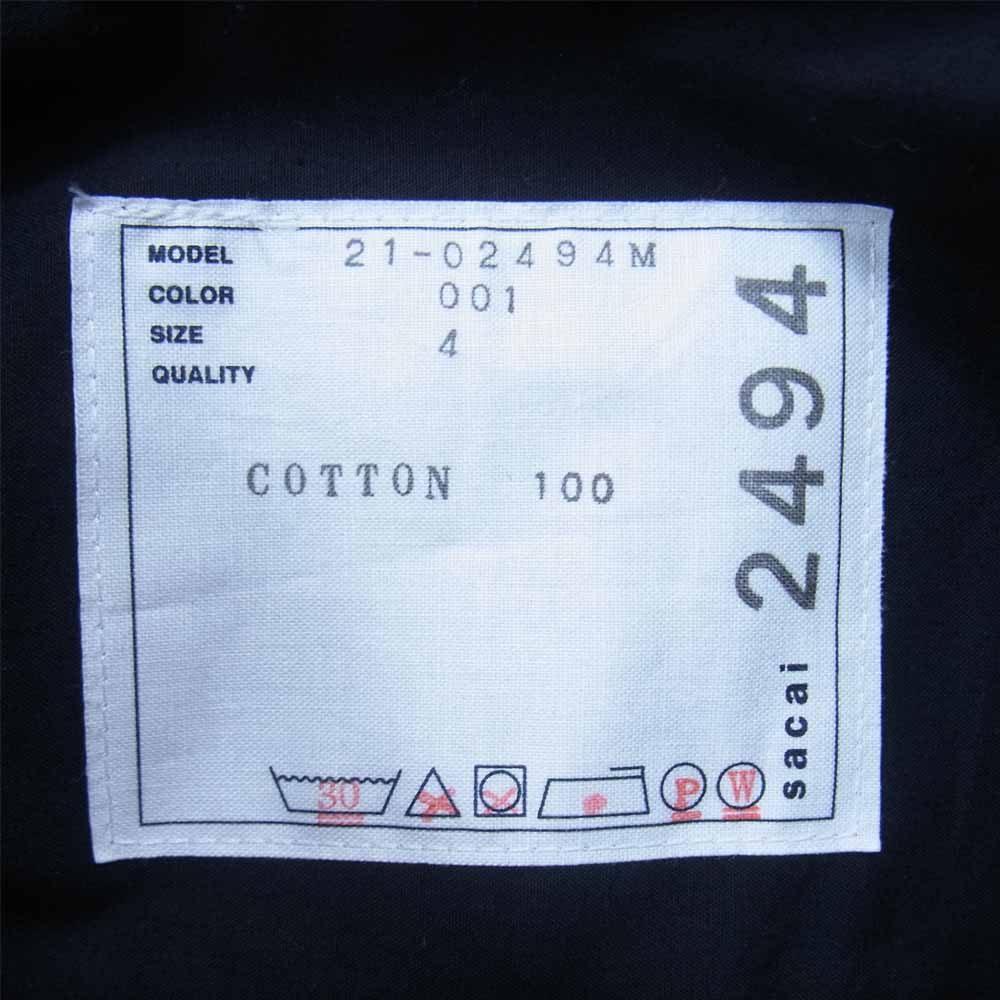 MODEL 21-02494M
COLOR 001
SIZE 4
QUALITY
COTTON 100
30 P W
sacai 2494